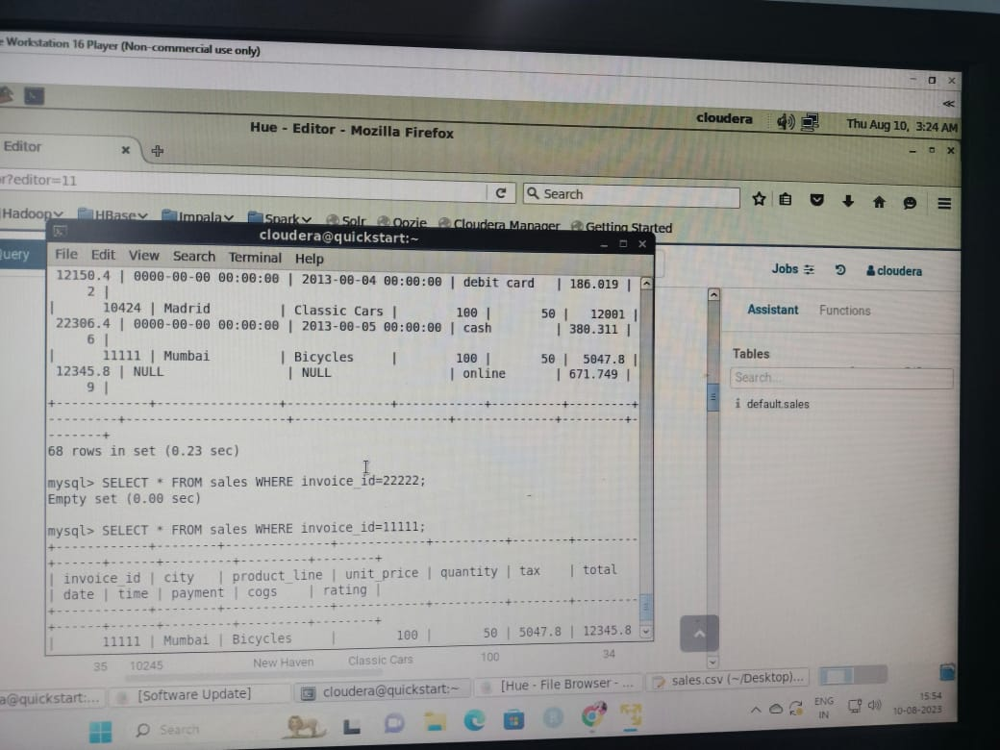 e Workstation 16 Player (Non-commercial use only)
cloudera Thu Aug 10, 3:24 AM
Hue - Editor - Mozilla Firefox
Editor
r?editor=11
Search
Hadoop HBase Impala Spark Solr Oozie Cloudera Manager Getting Started
cloudera@quickstart:~
uery
Jobs cloudera
File Edit View Search Terminal Help
Assistant Functions
Tables
Search...
default.sales
12150.4 | 0000-00-00 00:00:00 | 2013-00-04 00:00:00 | debit card | 186.019 |
2 |
| 10424 | Madrid | Classic Cars | 100 | 50 | 12001 |
22306.4 | 0000-00-00 00:00:00 | 2013-00-05 00:00:00 | cash | 380.311 |
6 |
| 11111 | Mumbai | Bicycles | 100 | 50 | 5047.8 |
12345.8 | NULL | NULL | online | 671.749 |
9 |
68 rows in set (0.23 sec)
mysql> SELECT * FROM sales WHERE invoice_id=22222;
Empty set (0.00 sec)
mysql> SELECT * FROM sales WHERE invoice_id=11111;
| invoice_id | city | product_line | unit_price | quantity | tax | total
| date | time | payment | cogs | rating |
| 11111 | Mumbai | Bicycles | 100 | 50 | 5047.8 | 12345.8
35 10245 New Haven Classic Cars 100 34
a@quickstart:... [Software Update] cloudera@quickstart:~ [Hue - File Browser - ... sales.csv (~/Desktop)...
Search
ENG
IN
15:54
10-08-2023